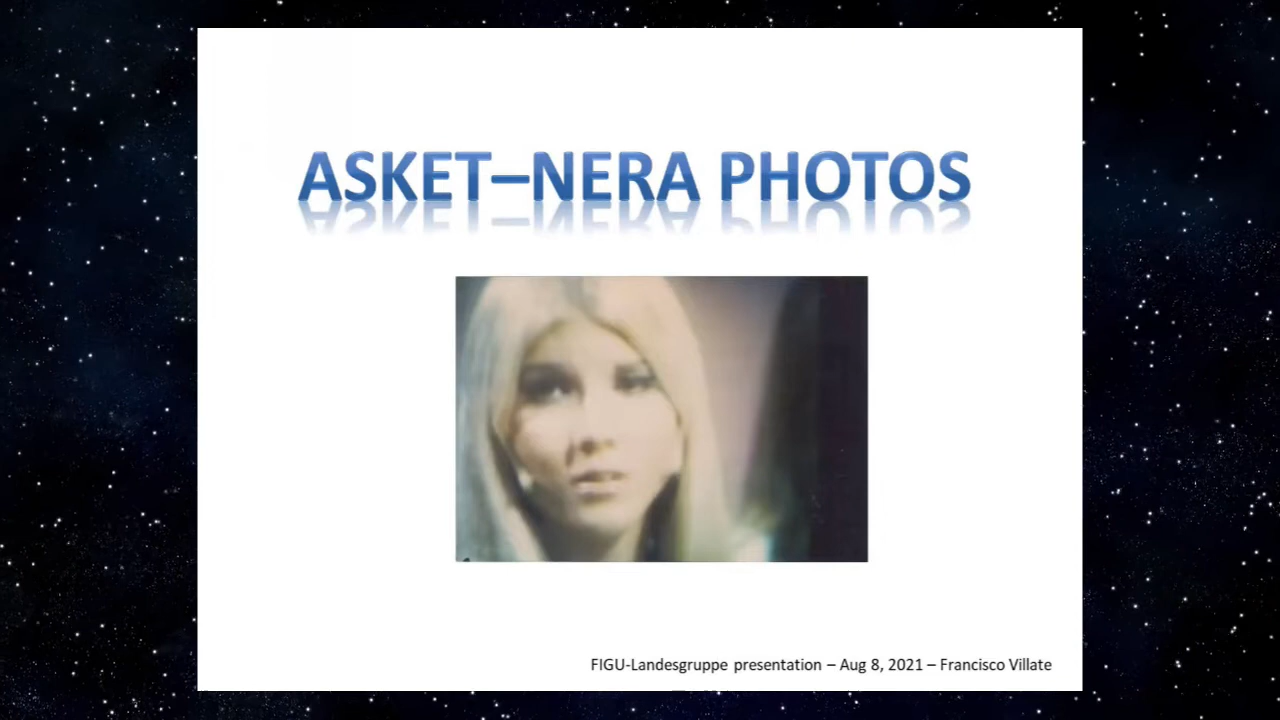 ASKET–NERA PHOTOS
FIGU-Landesgruppe presentation – Aug 8, 2021 – Francisco Villate